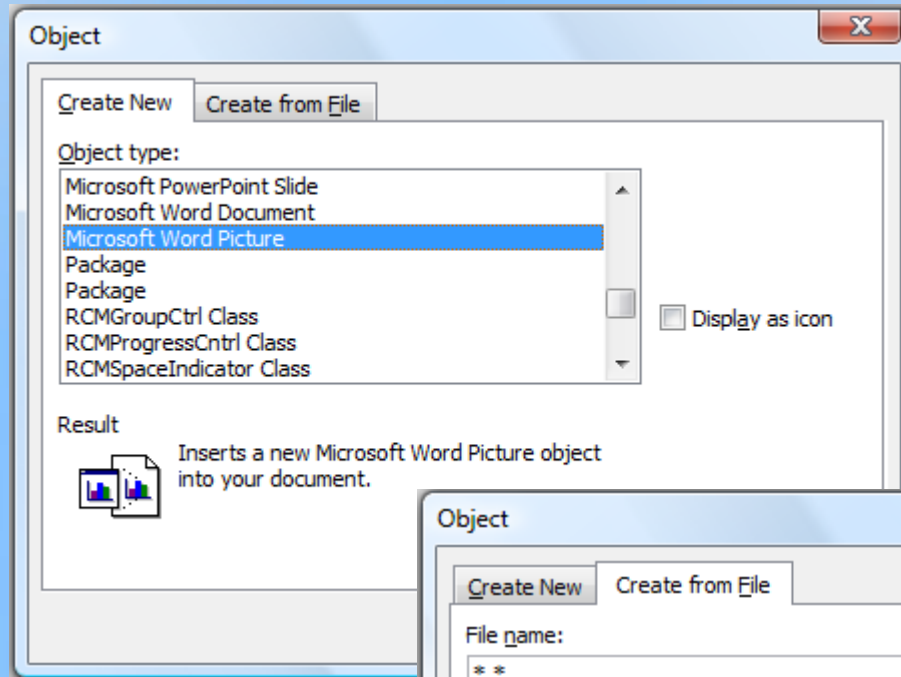 Object
Create New
Create from File
Object type:
Microsoft PowerPoint Slide
Microsoft Word Document
Microsoft Word Picture
Package
Package
RCMGroupCtrl Class
RCMProgressCntrl Class
RCMSpaceIndicator Class
Display as icon
Result
Inserts a new Microsoft Word Picture object
into your document.
Object
Create New
Create from File
File name:
*.*